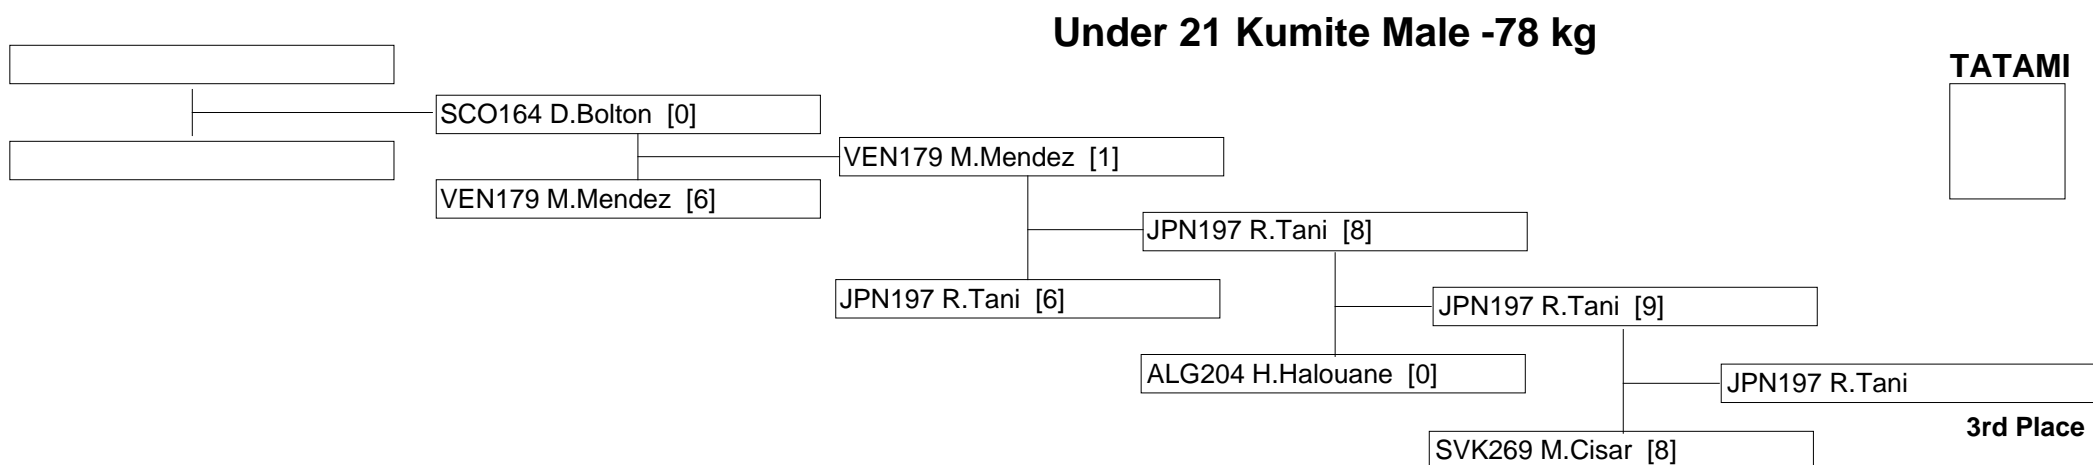 Under 21 Kumite Male -78 kg
TATAMI
SCO164 D.Bolton [0]
VEN179 M.Mendez [6]
VEN179 M.Mendez [1]
JPN197 R.Tani [6]
JPN197 R.Tani [8]
ALG204 H.Halouane [0]
JPN197 R.Tani [9]
SVK269 M.Cisar [8]
JPN197 R.Tani
3rd Place